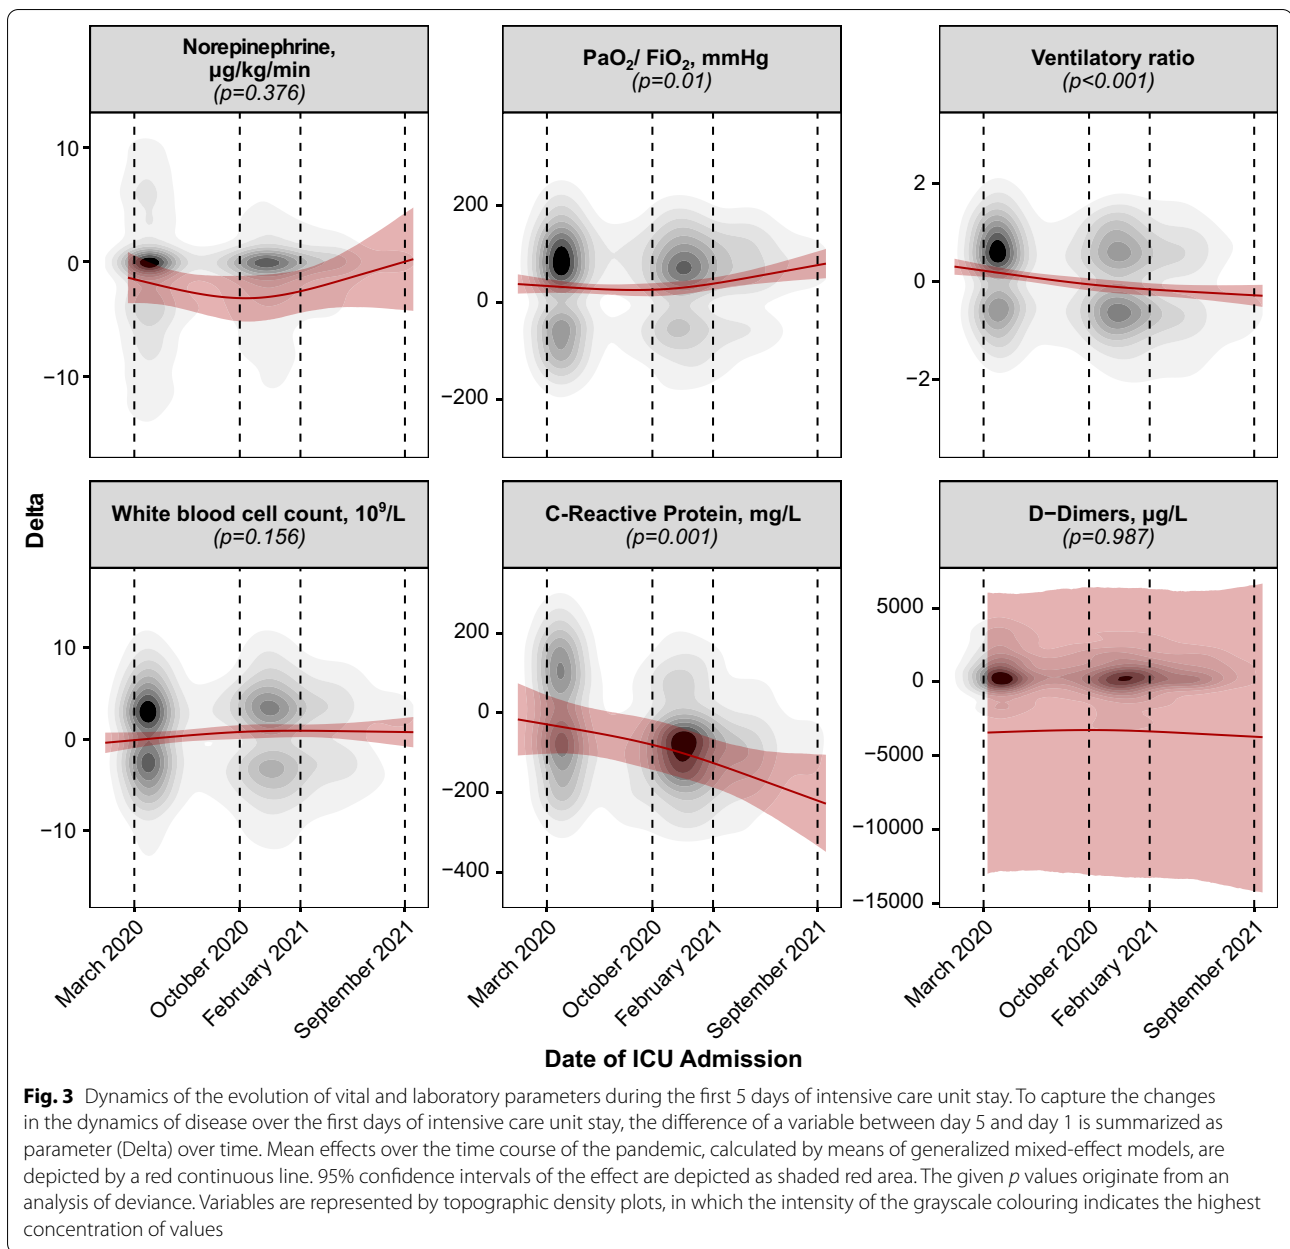 Norepinephrine,
µg/kg/min
(p=0.376)
PaO₂/ FiO₂, mmHg
(p=0.01)
Ventilatory ratio
(p<0.001)
10
0
−10
200
0
−200
2
0
−2
Delta
White blood cell count, 10⁹/L
(p=0.156)
C-Reactive Protein, mg/L
(p=0.001)
D−Dimers, µg/L
(p=0.987)
10
0
−10
200
0
−200
−400
5000
0
−5000
−10000
−15000
March 2020
October 2020
February 2021
September 2021
March 2020
October 2020
February 2021
September 2021
March 2020
October 2020
February 2021
September 2021
Date of ICU Admission
Fig. 3 Dynamics of the evolution of vital and laboratory parameters during the first 5 days of intensive care unit stay. To capture the changes
in the dynamics of disease over the first days of intensive care unit stay, the difference of a variable between day 5 and day 1 is summarized as
parameter (Delta) over time. Mean effects over the time course of the pandemic, calculated by means of generalized mixed-effect models, are
depicted by a red continuous line. 95% confidence intervals of the effect are depicted as shaded red area. The given p values originate from an
analysis of deviance. Variables are represented by topographic density plots, in which the intensity of the grayscale colouring indicates the highest
concentration of values